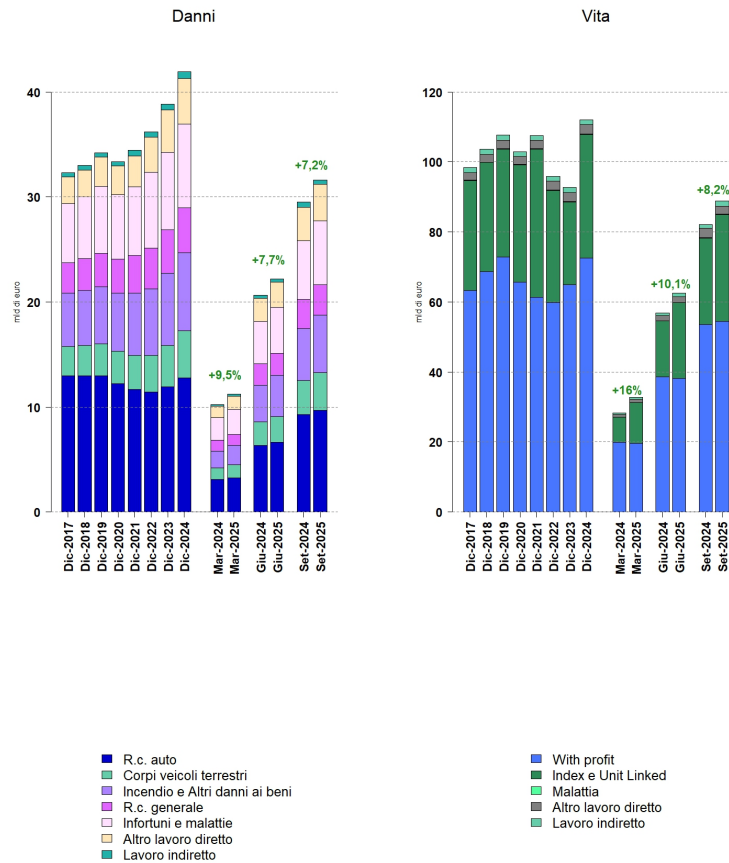 Danni
40
30
20
10
0
mld di euro
+9,5%
+7,7%
+7,2%
Dic-2017
Dic-2018
Dic-2019
Dic-2020
Dic-2021
Dic-2022
Dic-2023
Dic-2024
Mar-2024
Mar-2025
Giu-2024
Giu-2025
Set-2024
Set-2025
R.c. auto
Corpi veicoli terrestri
Incendio e Altri danni ai beni
R.c. generale
Infortuni e malattie
Altro lavoro diretto
Lavoro indiretto
Vita
120
100
80
60
40
20
0
mld di euro
+16%
+10,1%
+8,2%
Dic-2017
Dic-2018
Dic-2019
Dic-2020
Dic-2021
Dic-2022
Dic-2023
Dic-2024
Mar-2024
Mar-2025
Giu-2024
Giu-2025
Set-2024
Set-2025
With profit
Index e Unit Linked
Malattia
Altro lavoro diretto
Lavoro indiretto